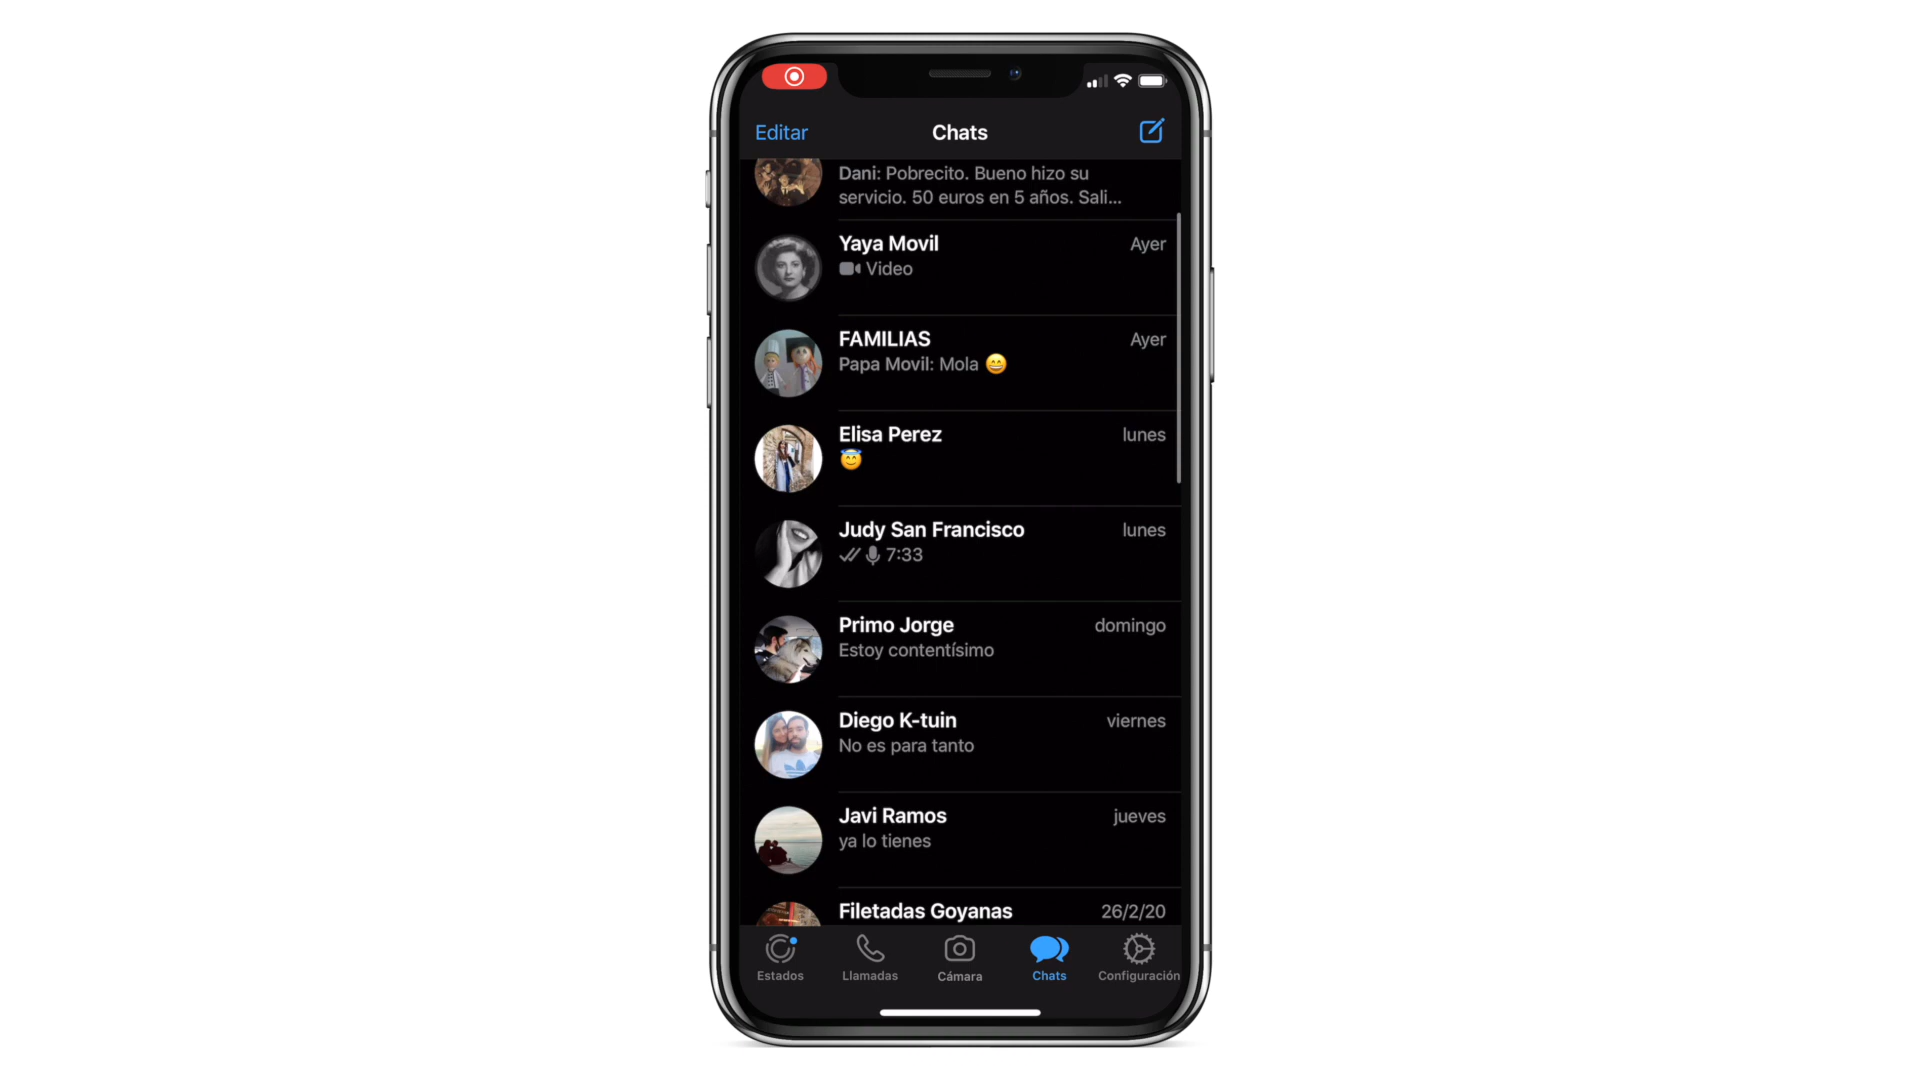 Editar
Chats
Dani: Pobrecito. Bueno hizo su
servicio. 50 euros en 5 años. Sali...
Yaya Movil
Ayer
Video
FAMILIAS
Ayer
Papa Movil: Mola 😄
Elisa Perez
lunes
😇
Judy San Francisco
lunes
7:33
Primo Jorge
domingo
Estoy contentísimo
Diego K-tuin
viernes
No es para tanto
Javi Ramos
jueves
ya lo tienes
Filetadas Goyanas
26/2/20
Estados
Llamadas
Cámara
Chats
Configuración